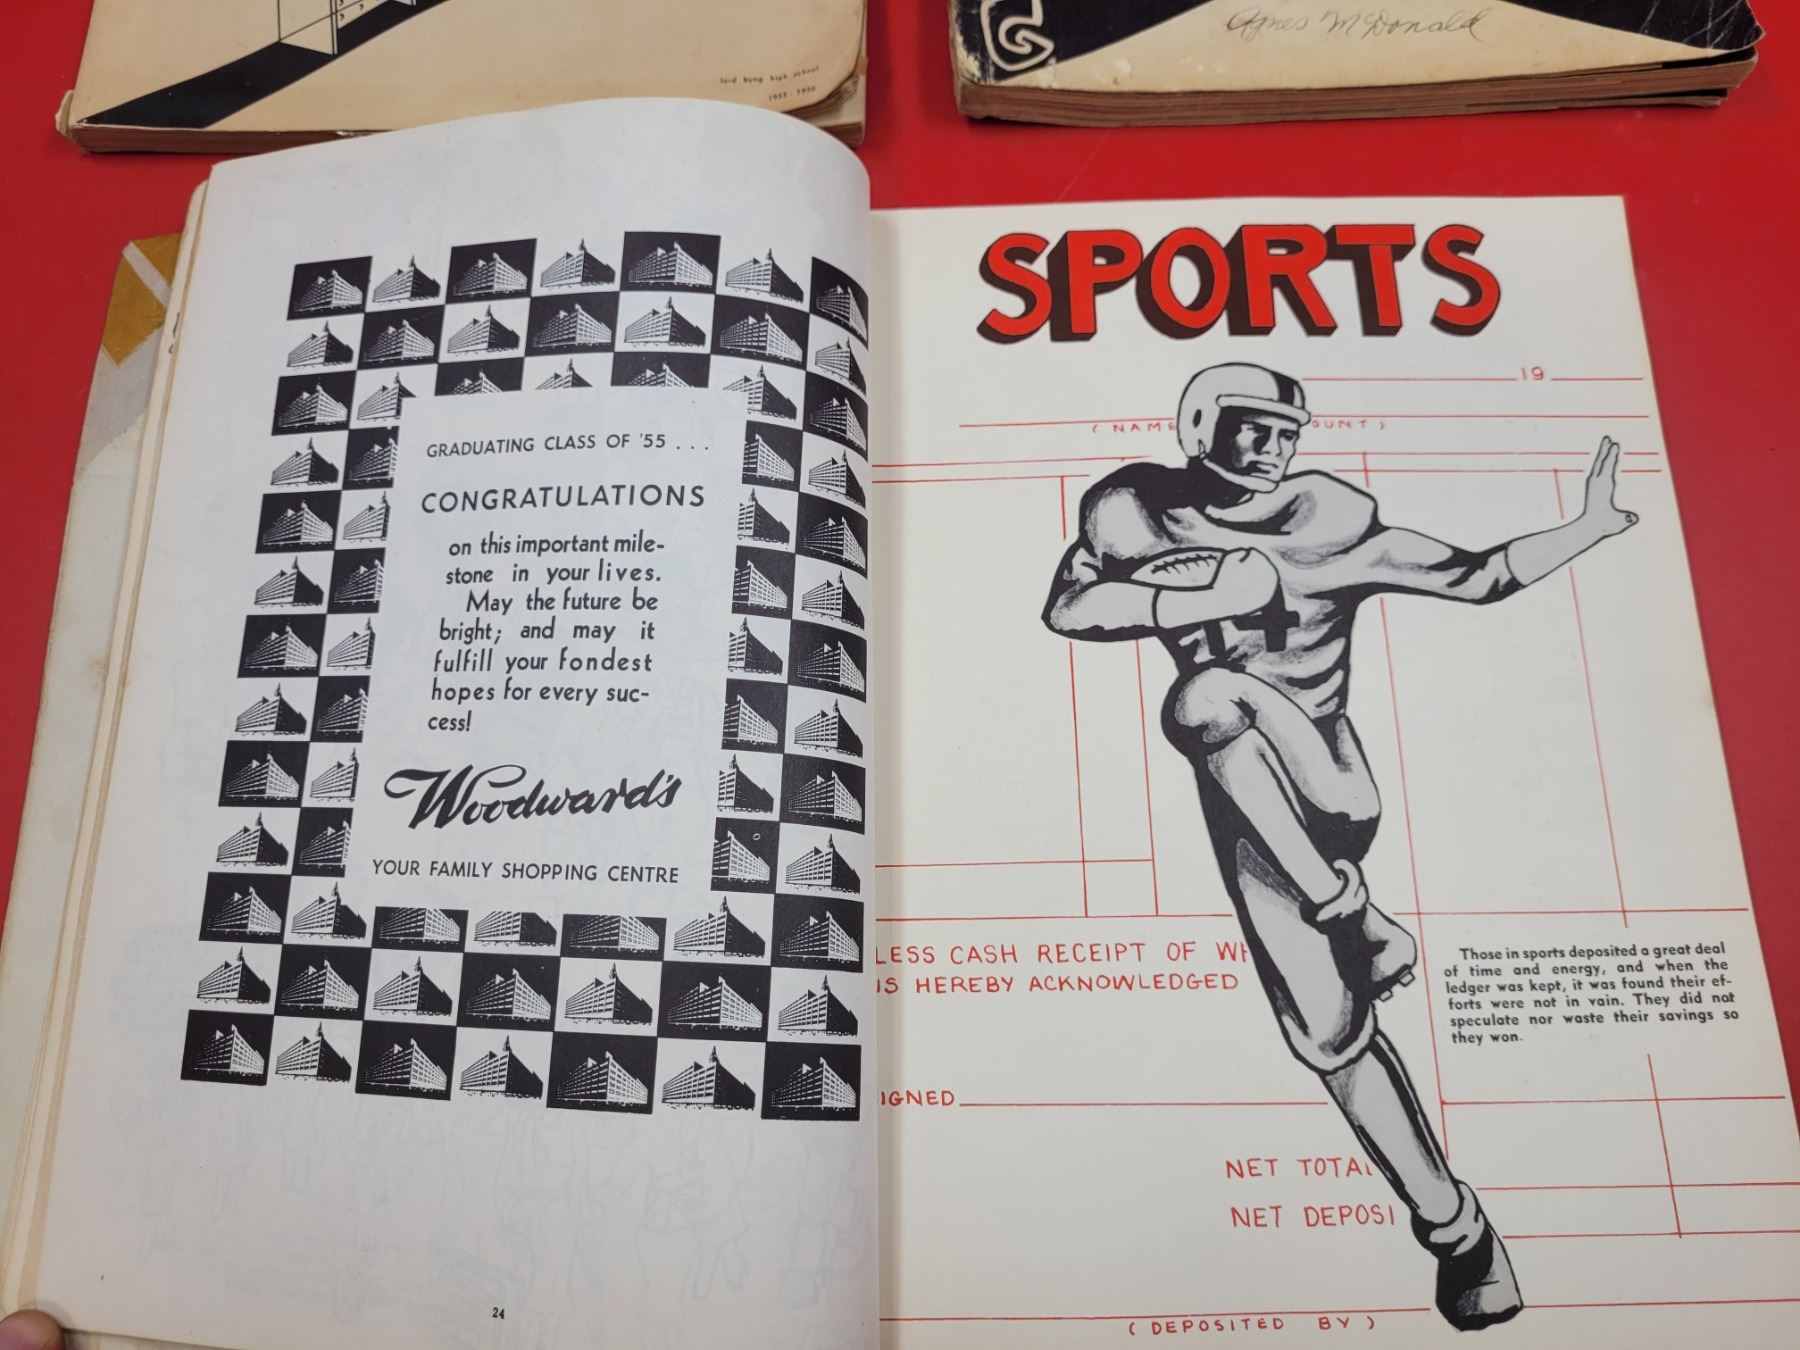 lord byng high school
1955 - 1956
Agnes McDonald
GRADUATING CLASS OF '55 . . .
CONGRATULATIONS
on this important mile-
stone in your lives.
May the future be
bright; and may it
fulfill your fondest
hopes for every suc-
cess!
Woodward's
YOUR FAMILY SHOPPING CENTRE
24
SPORTS
19
( NAME OUNT )
14
LESS CASH RECEIPT OF WH
IS HEREBY ACKNOWLEDGED
Those in sports deposited a great deal
of time and energy, and when the
ledger was kept, it was found their ef-
forts were not in vain. They did not
speculate nor waste their savings so
they won.
IGNED
NET TOTAL
NET DEPOSI
( DEPOSITED BY )